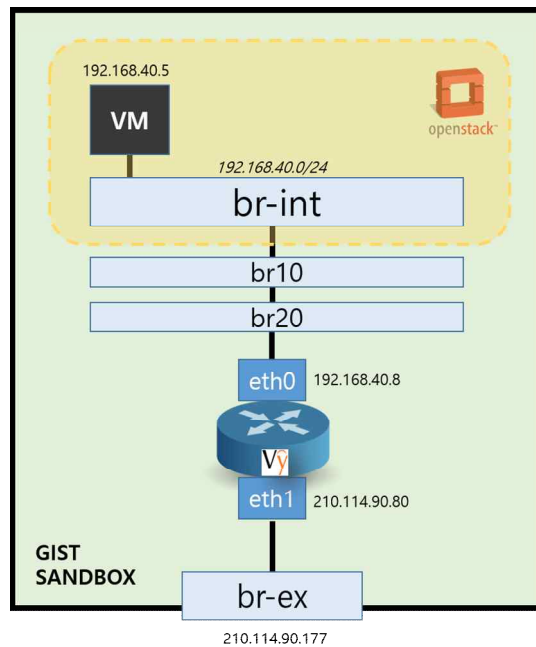 192.168.40.5
VM
openstack™
192.168.40.0/24
br-int
br10
br20
eth0
192.168.40.8
Vy
eth1
210.114.90.80
GIST
SANDBOX
br-ex
210.114.90.177